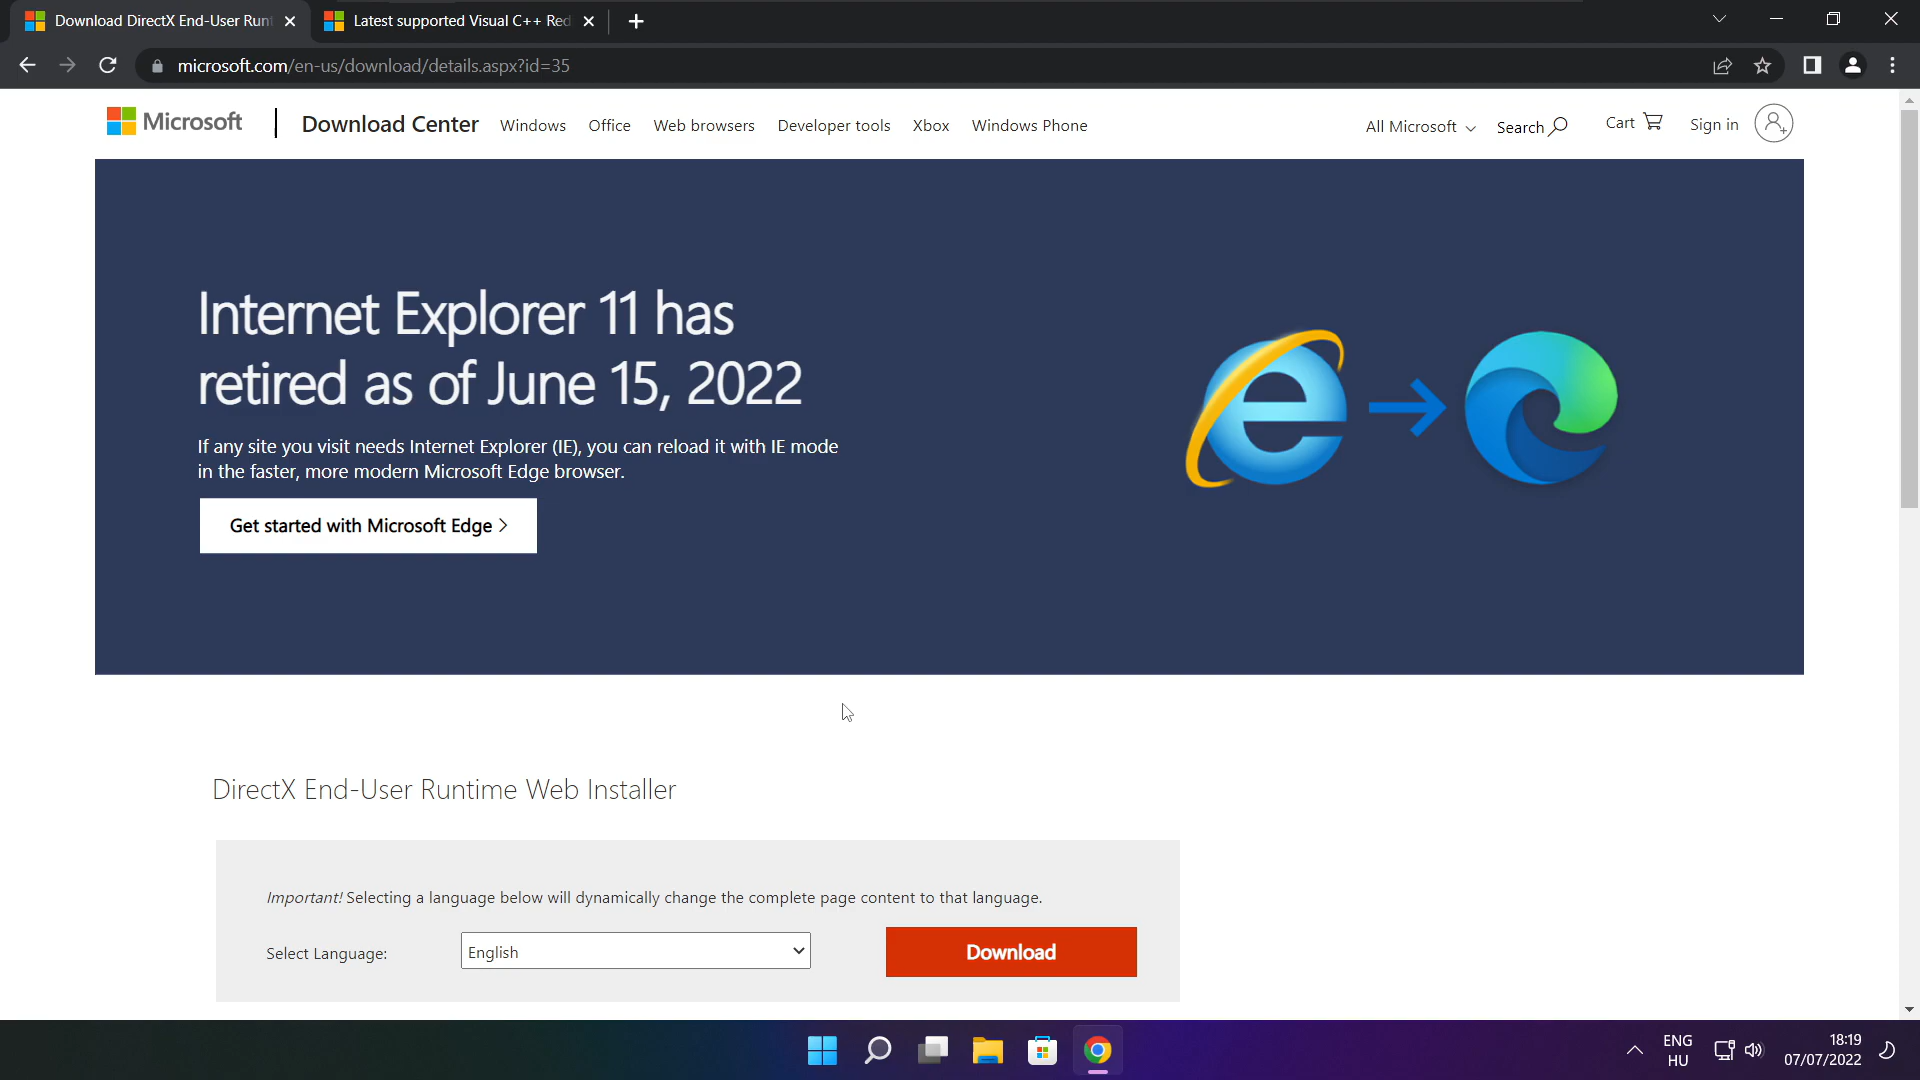 Download DirectX End-User Runt
Latest supported Visual C++ Red
microsoft.com/en-us/download/details.aspx?id=35
Microsoft
Download Center
Windows
Office
Web browsers
Developer tools
Xbox
Windows Phone
All Microsoft
Search
Cart
Sign in
Internet Explorer 11 has
retired as of June 15, 2022
If any site you visit needs Internet Explorer (IE), you can reload it with IE mode
in the faster, more modern Microsoft Edge browser.
Get started with Microsoft Edge >
DirectX End-User Runtime Web Installer
Important! Selecting a language below will dynamically change the complete page content to that language.
Select Language:
English
Download
ENG
HU
18:19
07/07/2022